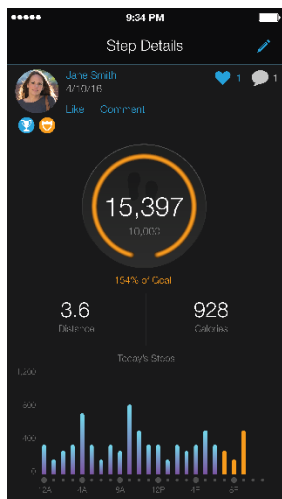 9:34 PM
Step Details
Jane Smith
4/10/16
1
1
Like Comment
15,397
10,000
154% of Goal
3.6
928
Distance
Calories
Today's Steps
1,200
800
400
0
12A 4A 8A 12P 4P 8P